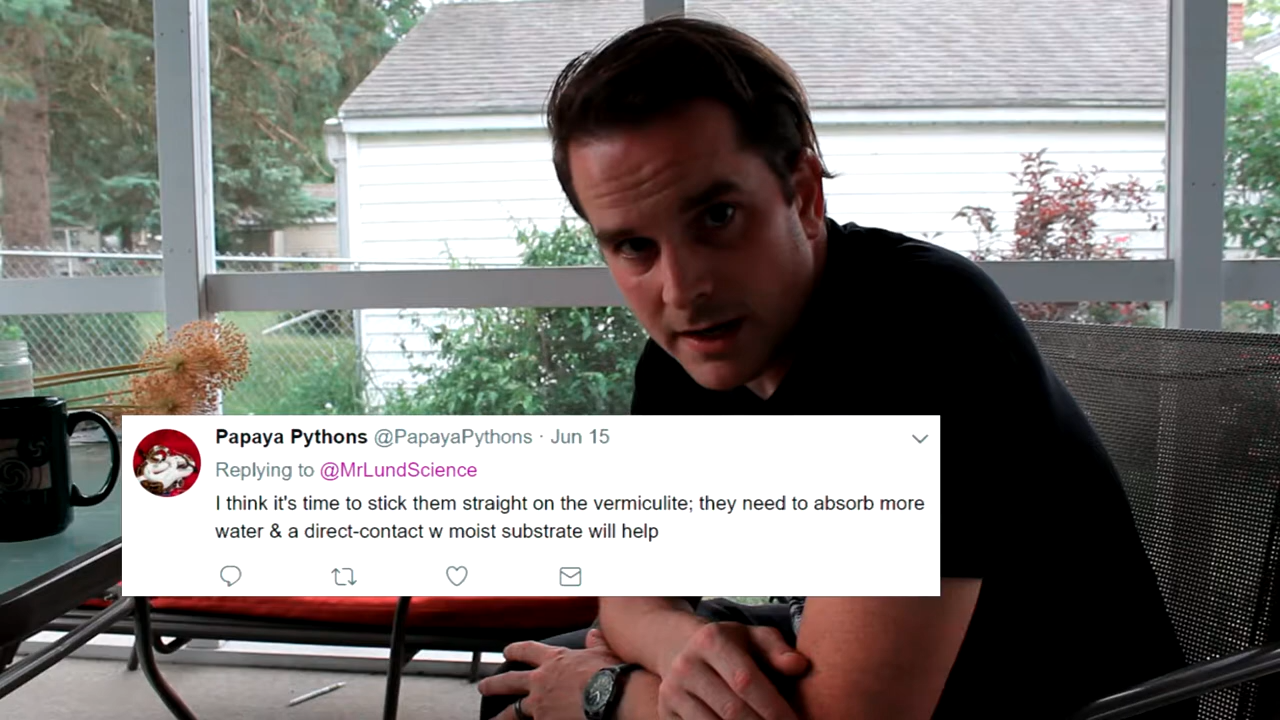 Papaya Pythons @PapayaPythons · Jun 15
Replying to @MrLundScience
I think it's time to stick them straight on the vermiculite; they need to absorb more
water & a direct-contact w moist substrate will help